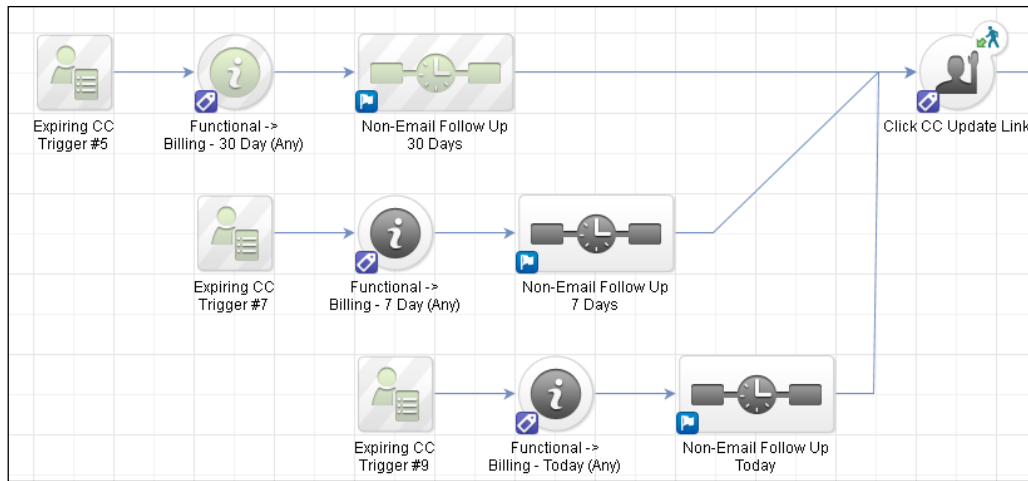 Expiring CC
Trigger #5
Functional ->
Billing - 30 Day (Any)
Non-Email Follow Up
30 Days
Click CC Update Link
Expiring CC
Trigger #7
Functional ->
Billing - 7 Day (Any)
Non-Email Follow Up
7 Days
Expiring CC
Trigger #9
Functional ->
Billing - Today (Any)
Non-Email Follow Up
Today